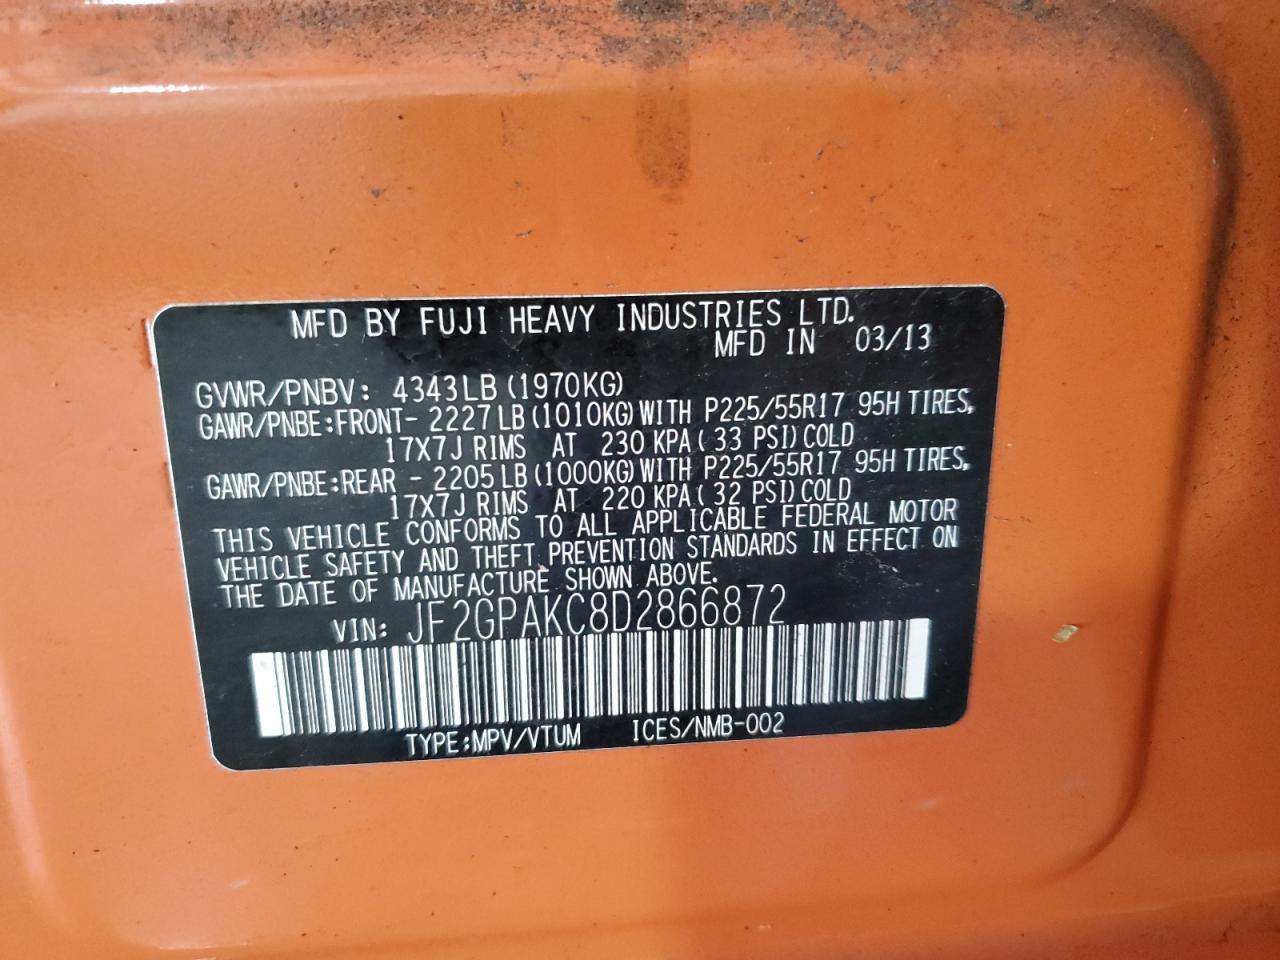 MFD BY FUJI HEAVY INDUSTRIES LTD.
MFD IN 03/13
GVWR/PNBV: 4343LB (1970KG)
GAWR/PNBE:FRONT- 2227LB(1010KG)WITH P225/55R17 95H TIRES,
17X7J RIMS AT 230 KPA( 33 PSI)COLD
GAWR/PNBE:REAR - 2205LB(1000KG)WITH P225/55R17 95H TIRES,
17X7J RIMS AT 220 KPA( 32 PSI)COLD
THIS VEHICLE CONFORMS TO ALL APPLICABLE FEDERAL MOTOR
VEHICLE SAFETY AND THEFT PREVENTION STANDARDS IN EFFECT ON
THE DATE OF MANUFACTURE SHOWN ABOVE.
VIN: JF2GPAKC8D2866872
TYPE:MPV/VTUM ICES/NMB-002